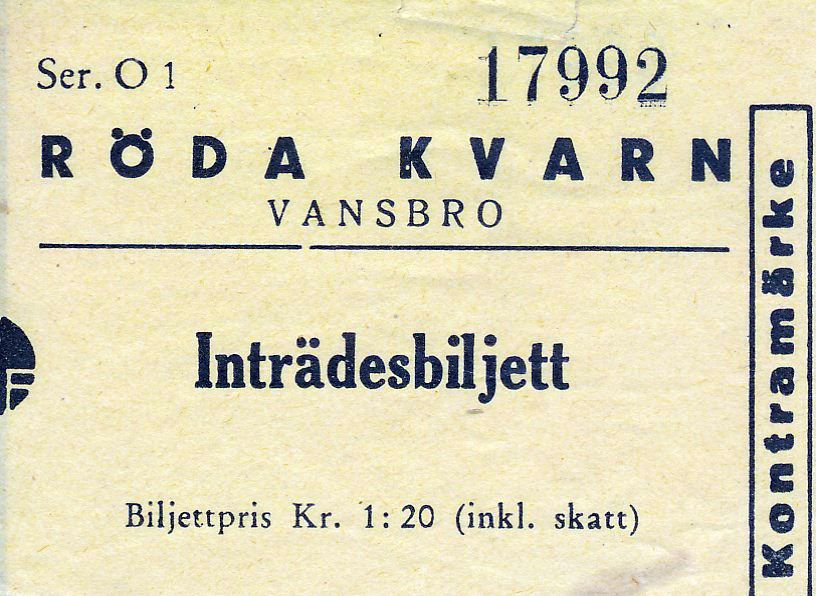 Ser. O 1 17992
RÖDA KVARN
VANSBRO
Inträdesbiljett
Biljettpris Kr. 1:20 (inkl. skatt)
Kontramärke